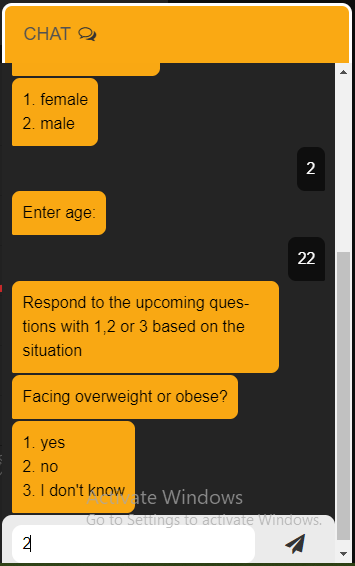 CHAT
1. female
2. male
2
Enter age:
22
Respond to the upcoming ques-
tions with 1,2 or 3 based on the
situation
Facing overweight or obese?
1. yes
2. no
3. I don't know
Activate Windows
Go to Settings to activate Windows.
2